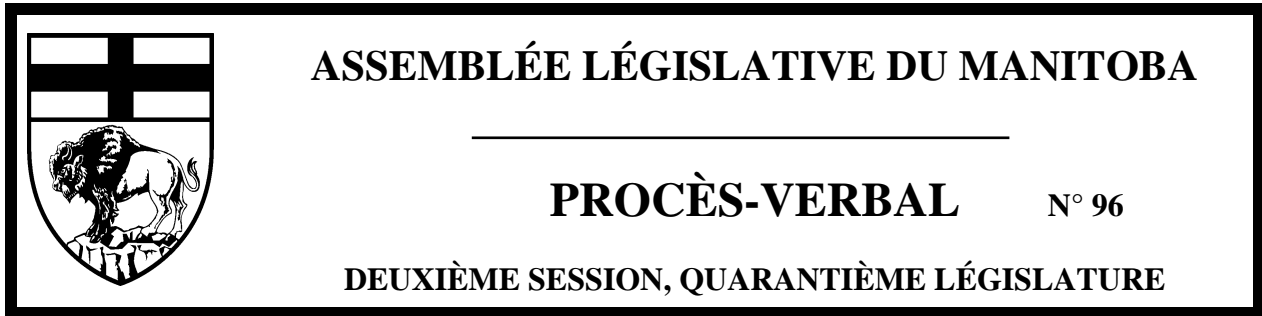 ASSEMBLÉE LÉGISLATIVE DU MANITOBA
PROCÈS-VERBAL N° 96
DEUXIÈME SESSION, QUARANTIÈME LÉGISLATURE